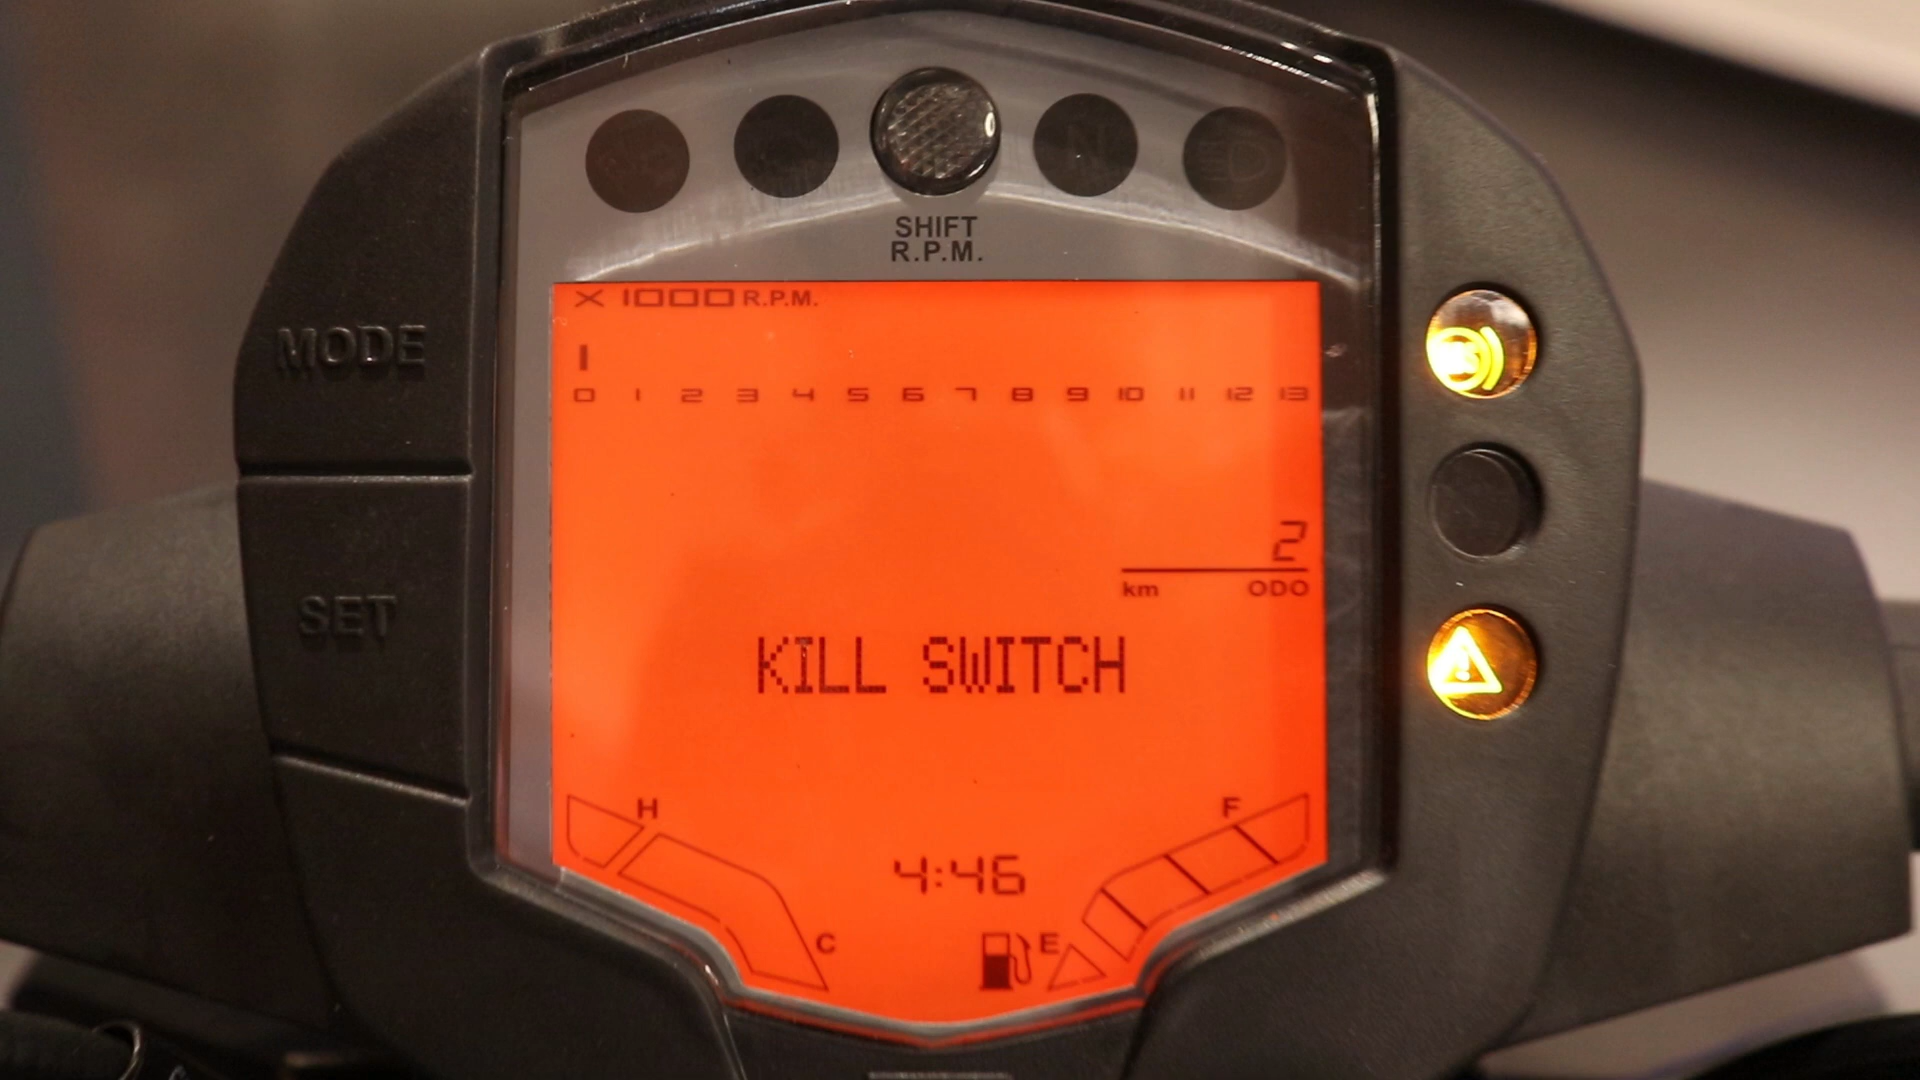 SHIFT
R.P.M.
X 1000 R.P.M.
0 1 2 3 4 5 6 7 8 9 10 11 12 13
MODE
2
km ODO
SET
KILL SWITCH
H F
4:46
C E